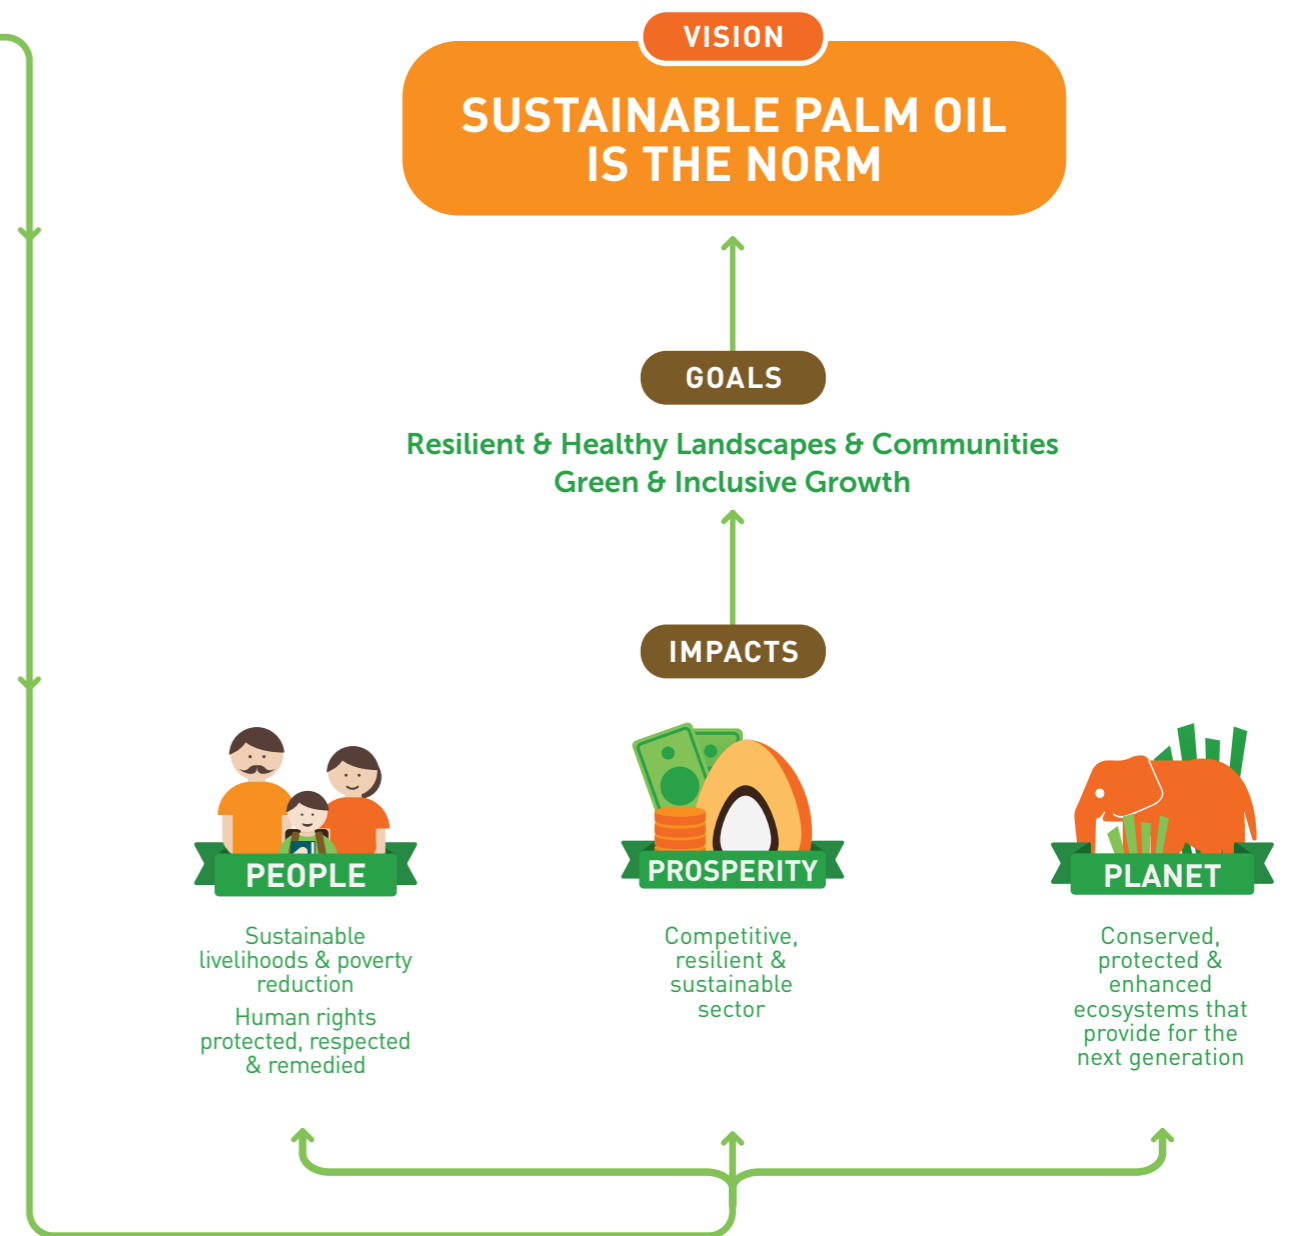 VISION
SUSTAINABLE PALM OIL
IS THE NORM
GOALS
Resilient & Healthy Landscapes & Communities
Green & Inclusive Growth
IMPACTS
PEOPLE
Sustainable
livelihoods & poverty
reduction
Human rights
protected, respected
& remedied
PROSPERITY
Competitive,
resilient &
sustainable
sector
PLANET
Conserved,
protected &
enhanced
ecosystems that
provide for the
next generation